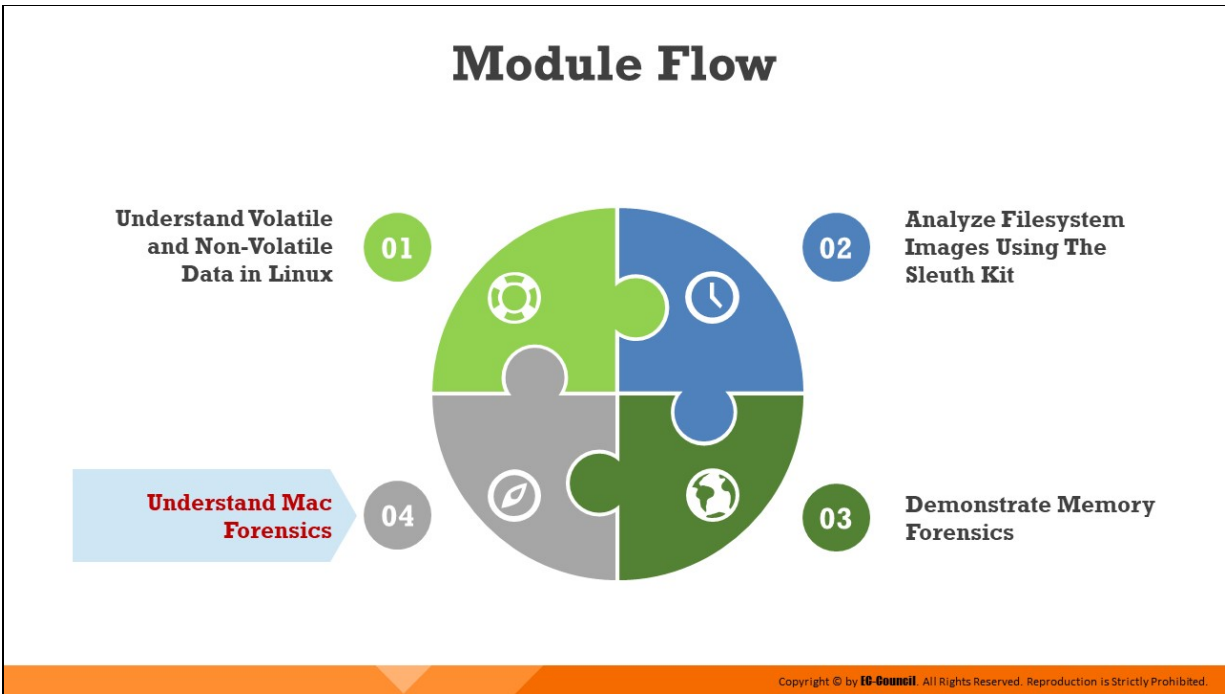 Module Flow
Understand Volatile
and Non-Volatile
Data in Linux
01
02
Analyze Filesystem
Images Using The
Sleuth Kit
Understand Mac
Forensics
04
03
Demonstrate Memory
Forensics
Copyright © by EC-Council. All Rights Reserved. Reproduction is Strictly Prohibited.